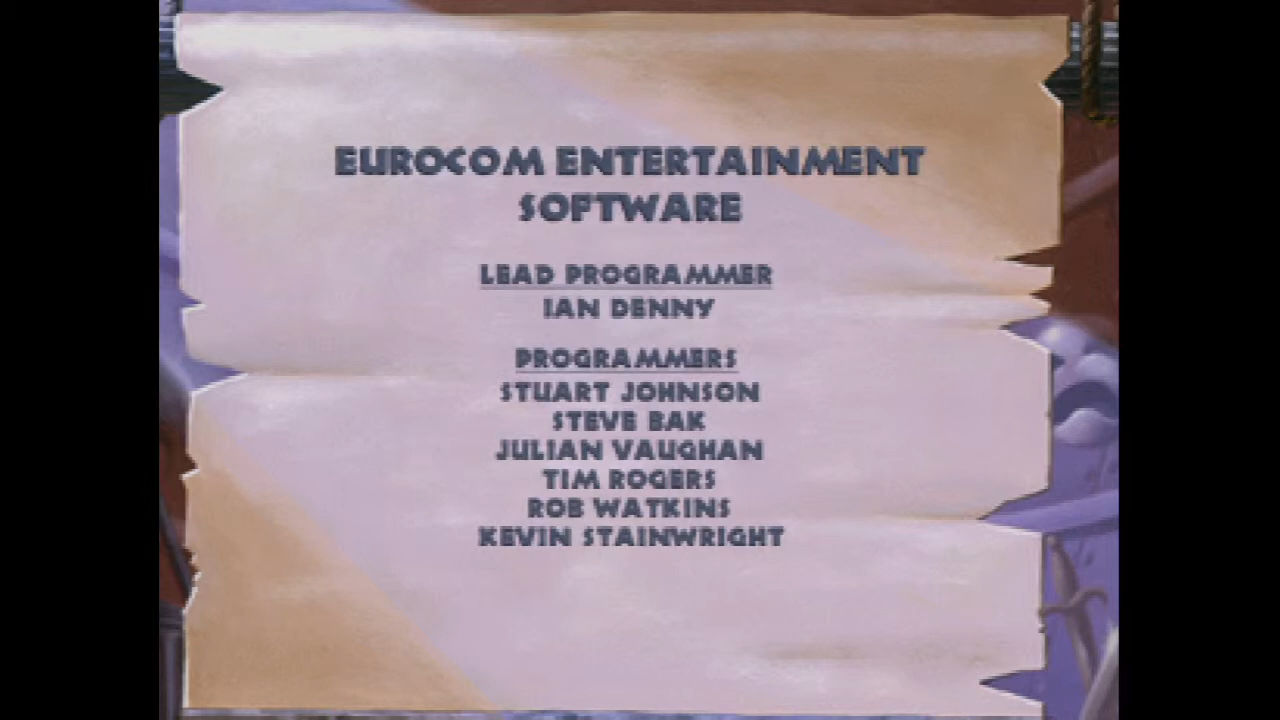 EUROCOM ENTERTAINMENT
SOFTWARE
LEAD PROGRAMMER
IAN DENNY
PROGRAMMERS
STUART JOHNSON
STEVE BAK
JULIAN VAUGHAN
TIM ROGERS
ROB WATKINS
KEVIN STAINWRIGHT